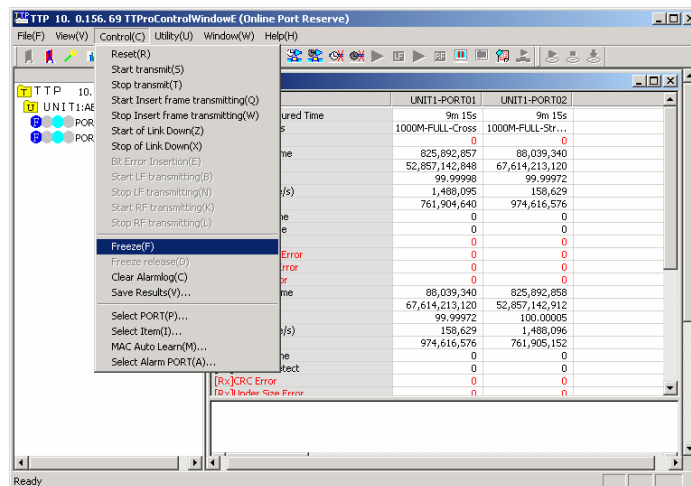 TTP 10. 0.156. 69 TTProControlWindowE (Online Port Reserve)
File(F) View(V) Control(C) Utility(U) Window(W) Help(H)
Reset(R)
Start transmit(S)
Stop transmit(T)
Start Insert frame transmitting(Q)
Stop Insert frame transmitting(W)
Start of Link Down(Z)
Stop of Link Down(X)
Bit Error Insertion(E)
Start LF transmitting(B)
Stop LF transmitting(N)
Start RF transmitting(K)
Stop RF transmitting(L)
Freeze(F)
Freeze release(D)
Clear Alarmlog(C)
Save Results(V)...
Select PORT(P)...
Select Item(I)...
MAC Auto Learn(M)...
Select Alarm PORT(A)...
TTP 10.
UNIT1:AE
POR
POR
UNIT1-PORT01 UNIT1-PORT02
ured Time 9m 15s 9m 15s
s 1000M-FULL-Cross 1000M-FULL-Str...
0 0
me 825,892,857 88,039,340
52,857,142,848 67,614,213,120
99.99998 99.99972
/s) 1,488,095 158,629
761,904,640 974,616,576
ne 0 0
e 0 0
0 0
Error 0 0
rror 0 0
or 0 0
me 88,039,340 825,892,858
67,614,213,120 52,857,142,912
99.99972 100.00005
/s) 158,629 1,488,096
974,616,576 761,905,152
ne 0 0
etect 0 0
[Rx]CRC Error 0 0
[Rx]Under Size Error 0 0
Ready